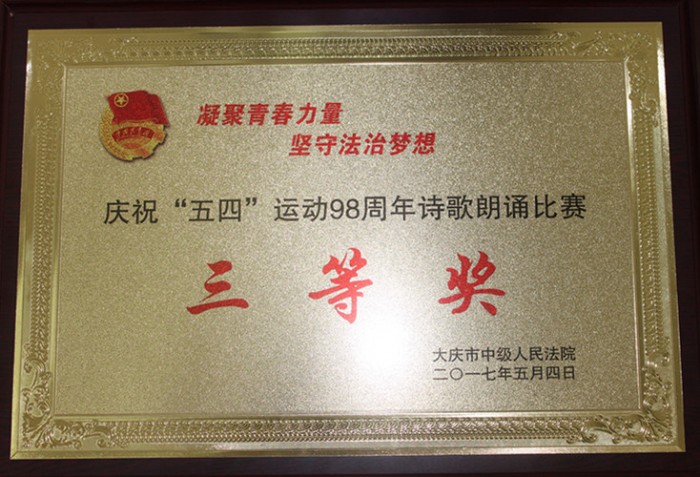 凝聚青春力量
坚守法治梦想
庆祝“五四”运动98周年诗歌朗诵比赛
三等奖
大庆市中级人民法院
二〇一七年五月四日